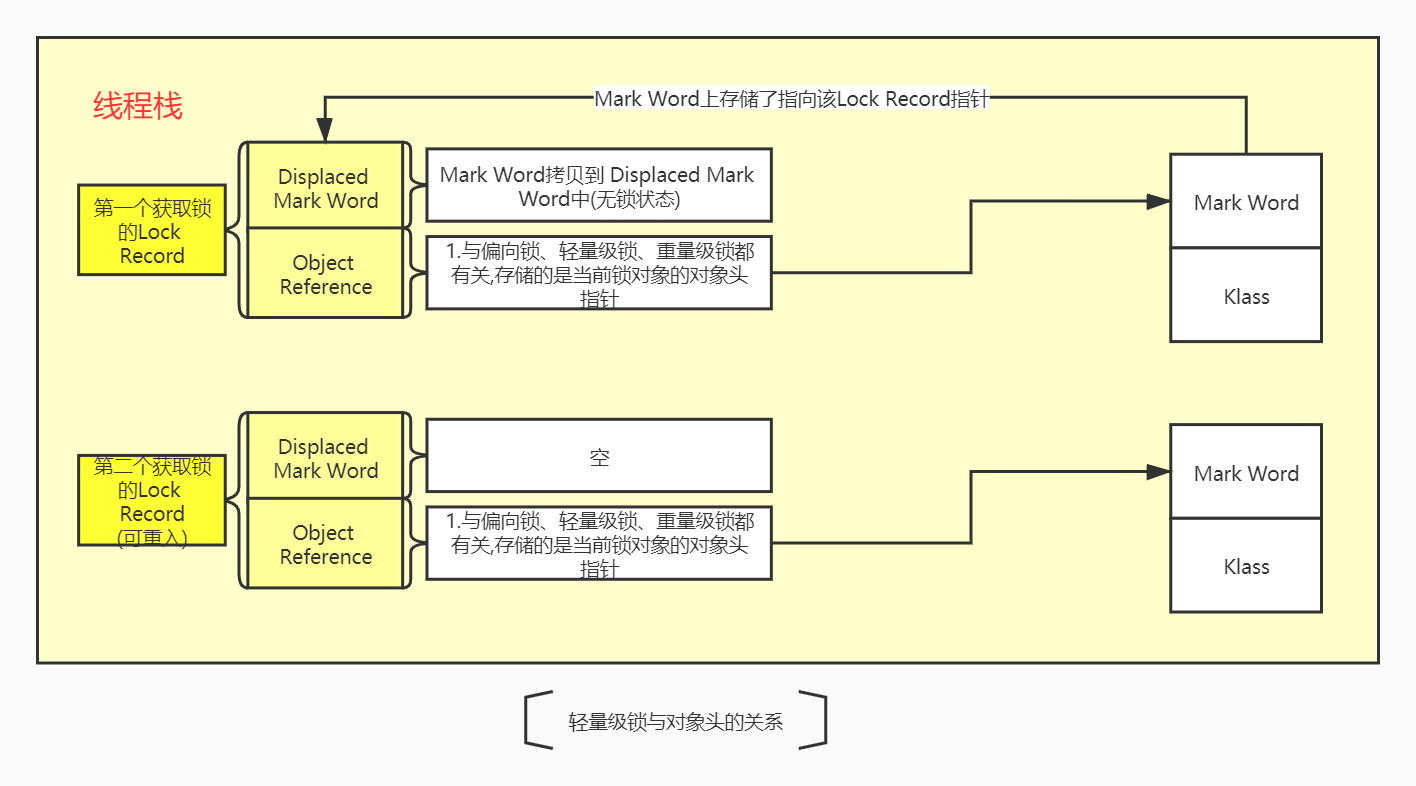 线程栈
Mark Word上存储了指向该Lock Record指针
第一个获取锁
的Lock
Record
Displaced
Mark Word
Mark Word拷贝到 Displaced Mark
Word中(无锁状态)
Object
Reference
1.与偏向锁、轻量级锁、重量级锁都
有关,存储的是当前锁对象的对象头
指针
Mark Word
Klass
第二个获取锁
的Lock
Record
(可重入)
Displaced
Mark Word
空
Object
Reference
1.与偏向锁、轻量级锁、重量级锁都
有关,存储的是当前锁对象的对象头
指针
Mark Word
Klass
轻量级锁与对象头的关系